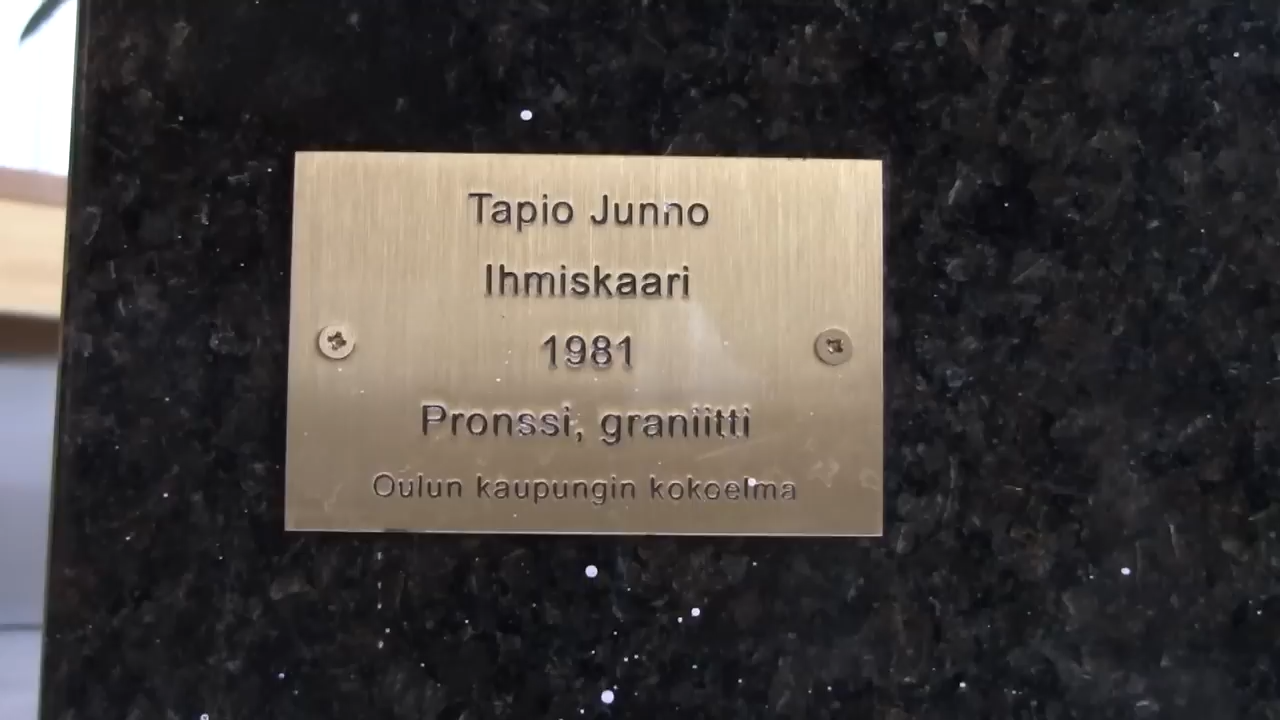 Tapio Junno
Ihmiskaari
1981
Pronssi, graniitti
Oulun kaupungin kokoelma